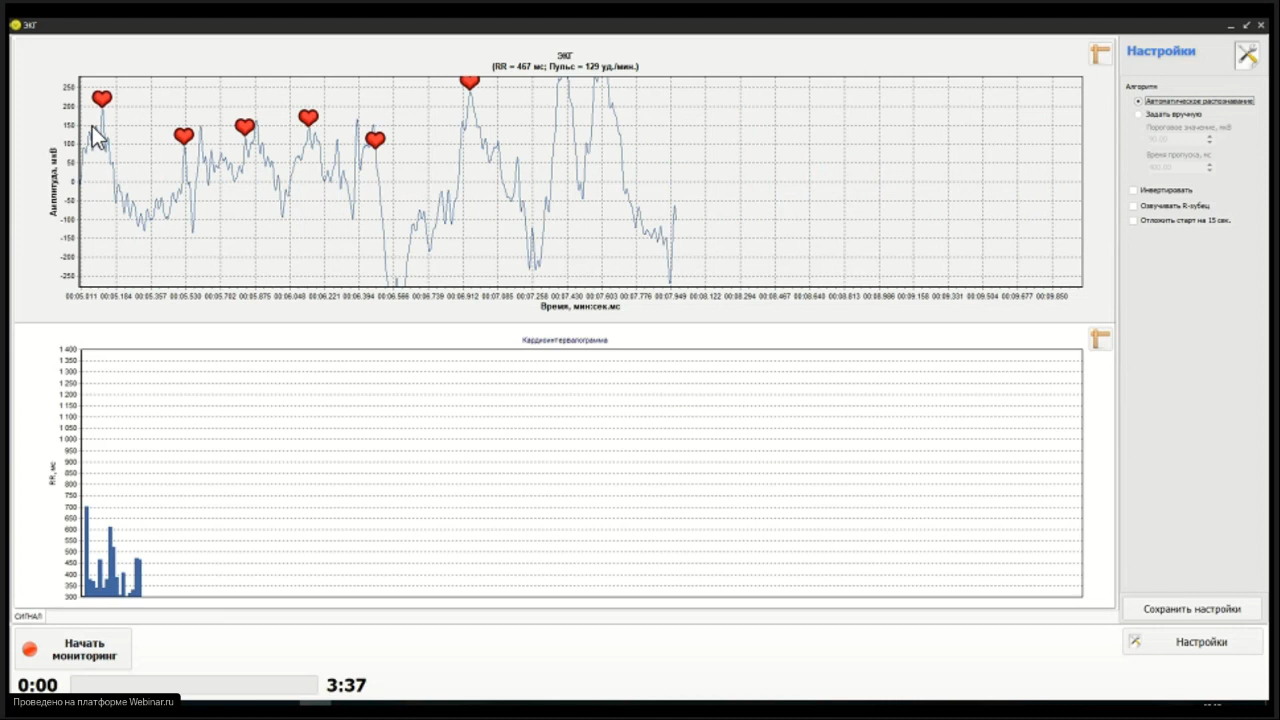 ЭКГ
ЭКГ
(RR = 467 мс; Пульс = 129 уд./мин.)
250
200
150
100
50
0
-50
-100
-150
-200
-250
Амплитуда, мкВ
00:05.011 00:05.184 00:05.357 00:05.530 00:05.702 00:05.875 00:06.048 00:06.221 00:06.394 00:06.566 00:06.739 00:06.912 00:07.085 00:07.258 00:07.430 00:07.603 00:07.776 00:07.949 00:08.122 00:08.294 00:08.467 00:08.640 00:08.813 00:08.986 00:09.158 00:09.331 00:09.504 00:09.677 00:09.850
Время, мин:сек.мс
Кардиоинтервалограмма
1 400
1 350
1 300
1 250
1 200
1 150
1 100
1 050
1 000
950
900
850
800
750
700
650
600
550
500
450
400
350
300
RR, мс
СИГНАЛ
Начать
мониторинг
0:00
3:37
Настройки
Алгоритм
Автоматическое распознавание
Задать вручную
Пороговое значение, мкВ
Время пропуска, мс
Инвертировать
Озвучивать R-зубец
Отложить старт на 15 сек.
Сохранить настройки
Настройки
Проведено на платформе Webinar.ru